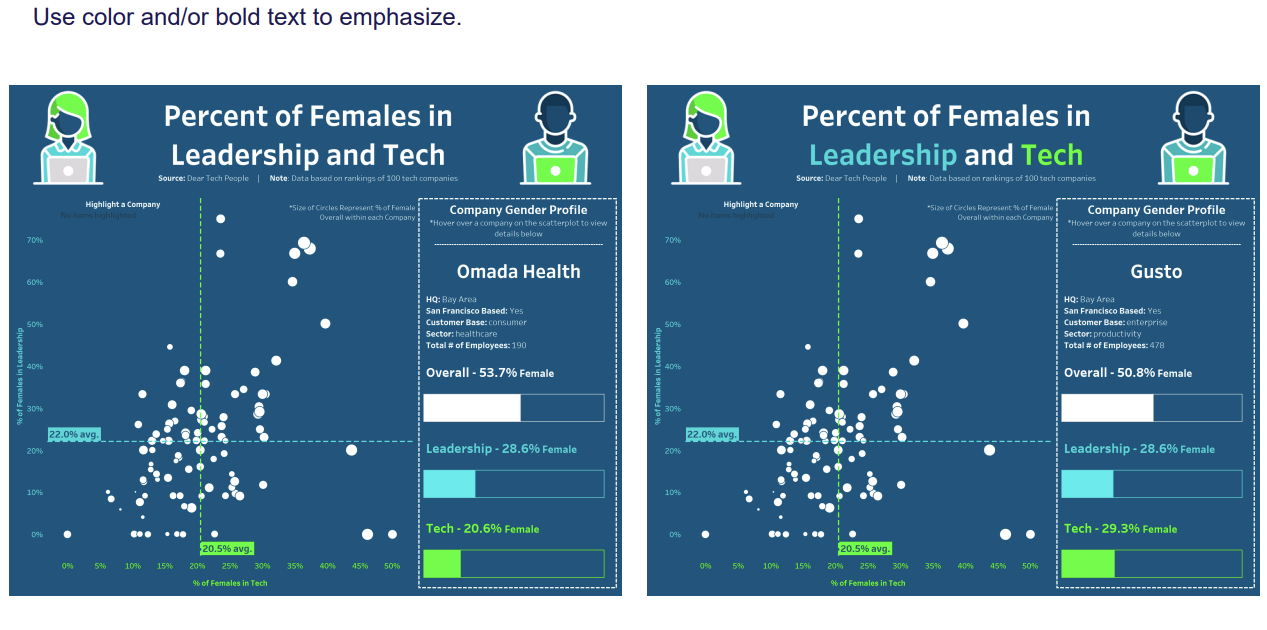 Use color and/or bold text to emphasize.
Percent of Females in
Leadership and Tech
Source: Dear Tech People | Note: Data based on rankings of 100 tech companies
Highlight a Company
No items highlighted
*Size of Circles Represent % of Female
Overall within each Company
70%
60%
50%
40%
30%
20%
10%
0%
% of Females in Leadership
22.0% avg.
20.5% avg.
0% 5% 10% 15% 20% 25% 30% 35% 40% 45% 50%
% of Females in Tech
Company Gender Profile
*Hover over a company on the scatterplot to view
details below
Omada Health
HQ: Bay Area
San Francisco Based: Yes
Customer Base: consumer
Sector: healthcare
Total # of Employees: 190
Overall - 53.7% Female
Leadership - 28.6% Female
Tech - 20.6% Female
Percent of Females in
Leadership and Tech
Source: Dear Tech People | Note: Data based on rankings of 100 tech companies
Highlight a Company
No items highlighted
*Size of Circles Represent % of Female
Overall within each Company
70%
60%
50%
40%
30%
20%
10%
0%
% of Females in Leadership
22.0% avg.
20.5% avg.
0% 5% 10% 15% 20% 25% 30% 35% 40% 45% 50%
% of Females in Tech
Company Gender Profile
*Hover over a company on the scatterplot to view
details below
Gusto
HQ: Bay Area
San Francisco Based: Yes
Customer Base: enterprise
Sector: productivity
Total # of Employees: 478
Overall - 50.8% Female
Leadership - 28.6% Female
Tech - 29.3% Female